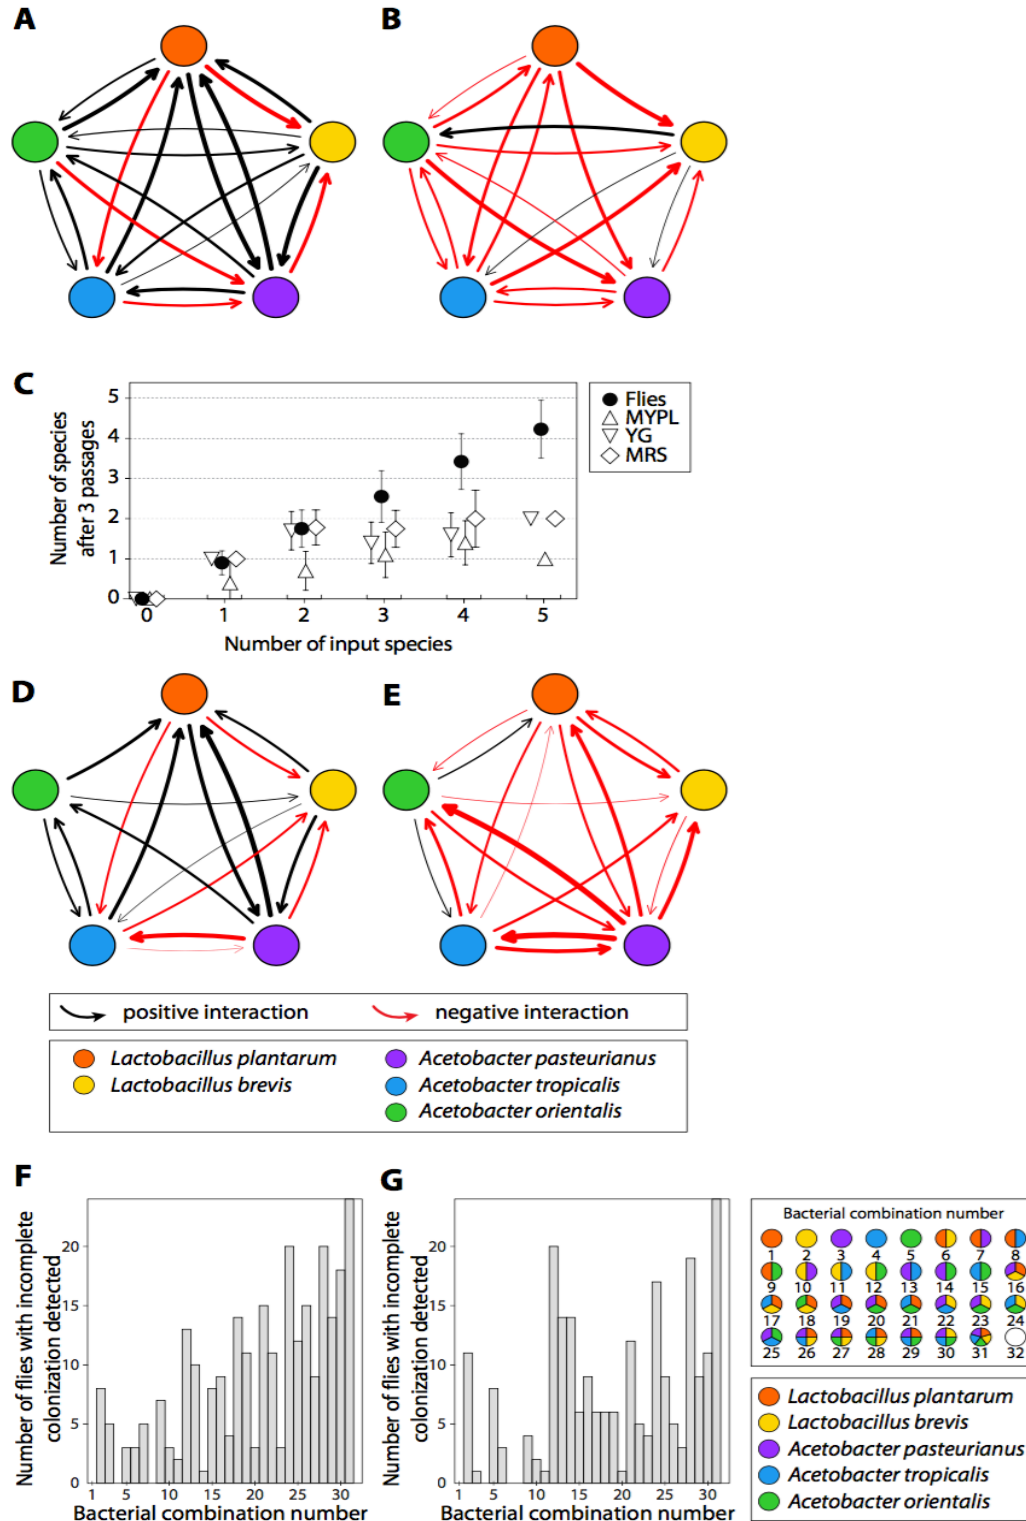 A
B
C
Number of species
after 3 passages
5
4
3
2
1
0
0
1
2
3
4
5
Number of input species
Flies
MYPL
YG
MRS
D
E
positive interaction
negative interaction
Lactobacillus plantarum
Lactobacillus brevis
Acetobacter pasteurianus
Acetobacter tropicalis
Acetobacter orientalis
F
Number of flies with incomplete
colonization detected
20
15
10
5
0
1
5
10
15
20
25
30
Bacterial combination number
G
Number of flies with incomplete
colonization detected
20
15
10
5
0
1
5
10
15
20
25
30
Bacterial combination number
Bacterial combination number
1 2 3 4 5 6 7 8
9 10 11 12 13 14 15 16
17 18 19 20 21 22 23 24
25 26 27 28 29 30 31 32
Lactobacillus plantarum
Lactobacillus brevis
Acetobacter pasteurianus
Acetobacter tropicalis
Acetobacter orientalis